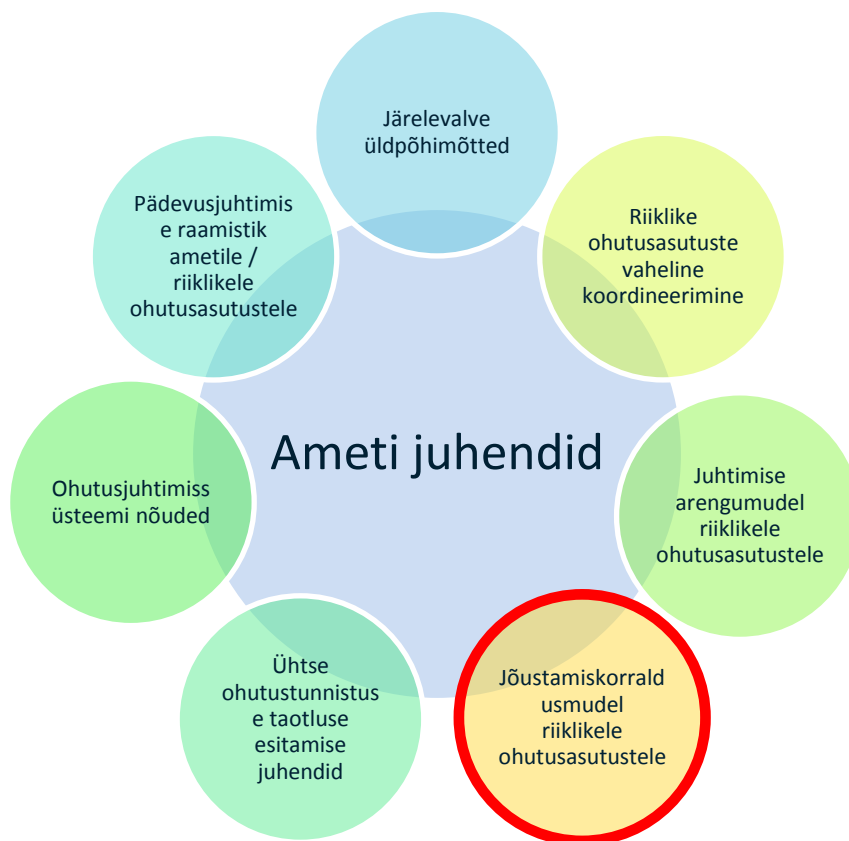 Järelevalve
üldpõhimõtted
Riiklike
ohutusasutuste
vaheline
koordineerimine
Juhtimise
arengumudel
riiklikele
ohutusasutustele
Jõustamiskorrald
usmudel
riiklikele
ohutusasutustele
Ühtse
ohutustunnistus
e taotluse
esitamise
juhendid
Ohutusjuhtimiss
üsteemi nõuded
Pädevusjuhtimis
e raamistik
ametile /
riiklikele
ohutusasutustele
Ameti juhendid